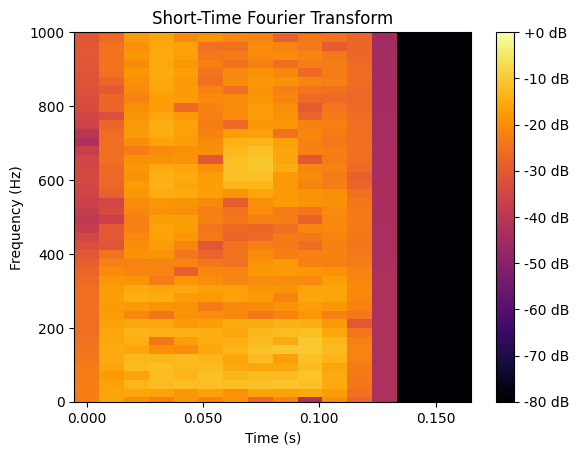 Short-Time Fourier Transform
1000
800
600
400
200
0
Frequency (Hz)
0.000
0.050
0.100
0.150
Time (s)
+0 dB
-10 dB
-20 dB
-30 dB
-40 dB
-50 dB
-60 dB
-70 dB
-80 dB